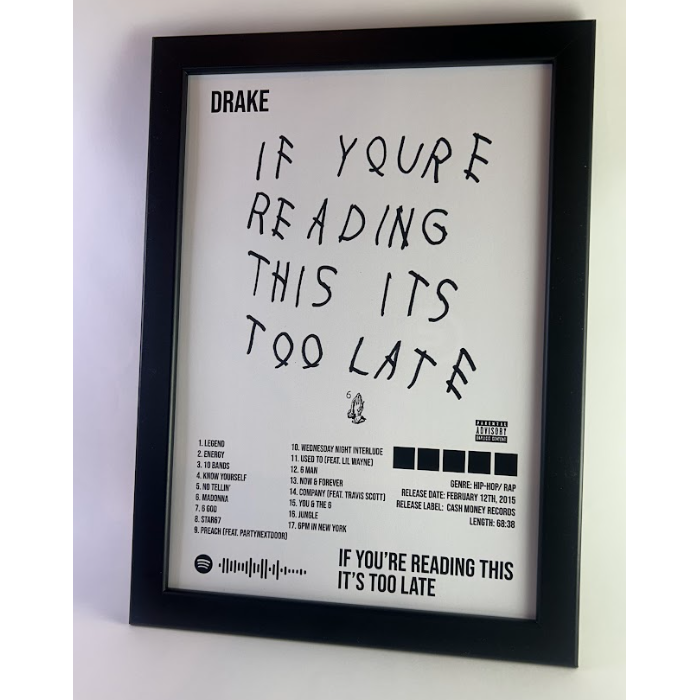 DRAKE
IF YOURE
READING
THIS ITS
TOO LATE
6
PARENTAL
ADVISORY
EXPLICIT CONTENT
1. LEGEND
2. ENERGY
3. 10 BANDS
4. KNOW YOURSELF
5. NO TELLIN'
6. MADONNA
7. 6 GOD
8. STAR67
9. PREACH (FEAT. PARTYNEXTDOOR)
10. WEDNESDAY NIGHT INTERLUDE
11. USED TO (FEAT. LIL WAYNE)
12. 6 MAN
13. NOW & FOREVER
14. COMPANY (FEAT. TRAVIS SCOTT)
15. YOU & THE 6
16. JUNGLE
17. 6PM IN NEW YORK
GENRE: HIP-HOP/ RAP
RELEASE DATE: FEBRUARY 12TH, 2015
RELEASE LABEL: CASH MONEY RECORDS
LENGTH: 68:38
IF YOU'RE READING THIS
IT'S TOO LATE